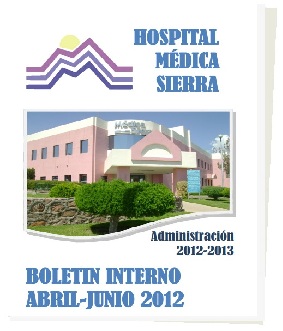 HOSPITAL
MÉDICA
SIERRA
Administración
2012-2013
BOLETIN INTERNO
ABRIL-JUNIO 2012